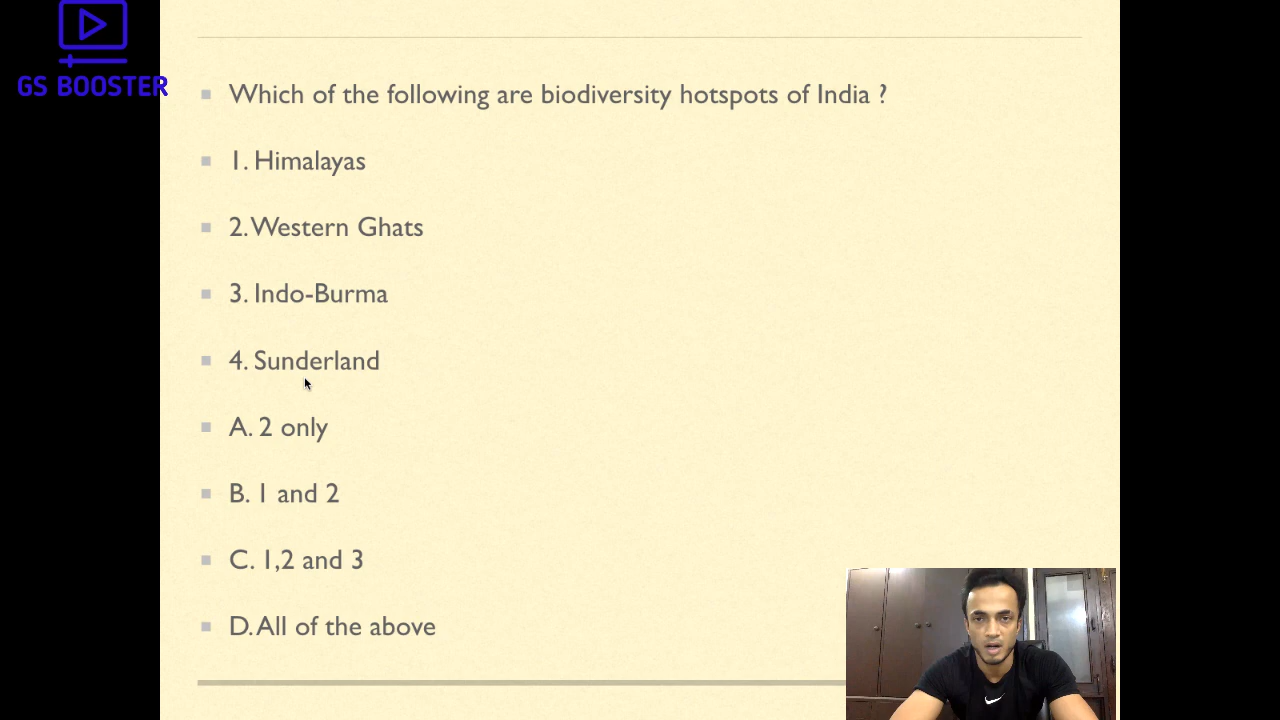 GS BOOSTER
Which of the following are biodiversity hotspots of India ?
1. Himalayas
2. Western Ghats
3. Indo-Burma
4. Sunderland
A. 2 only
B. 1 and 2
C. 1,2 and 3
D. All of the above